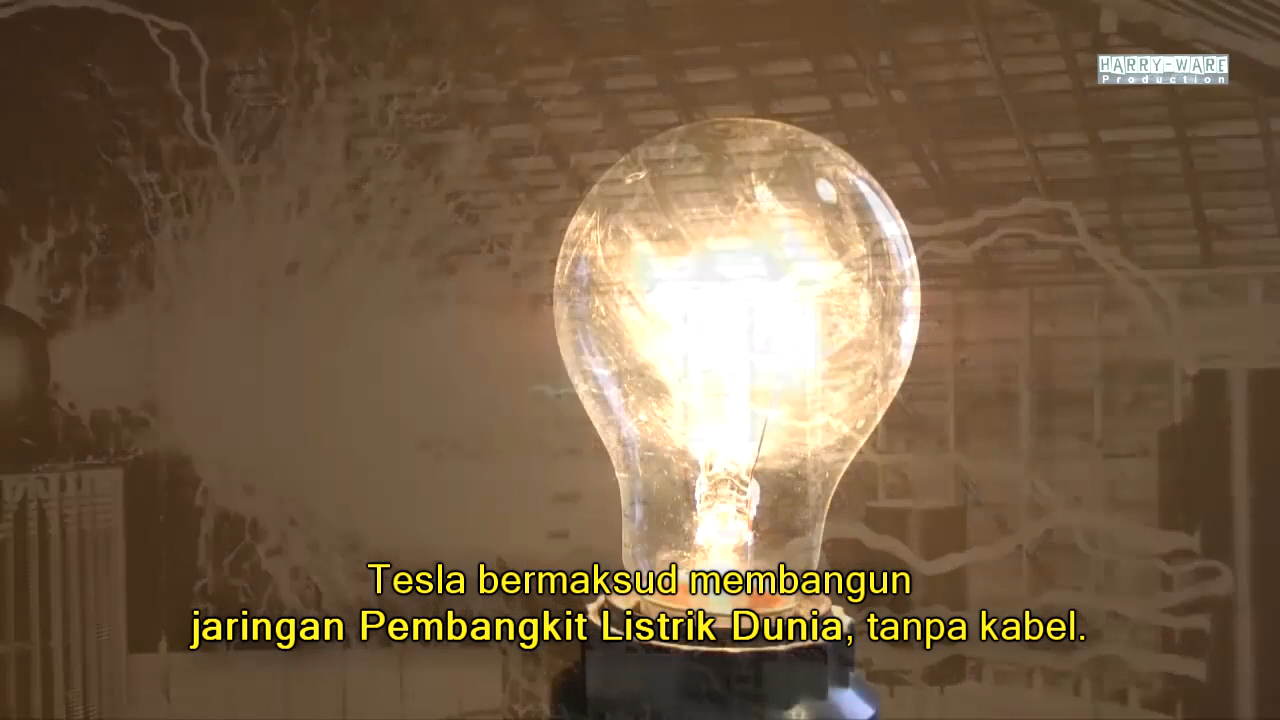 HARRY-WARE
Production
Tesla bermaksud membangun
jaringan Pembangkit Listrik Dunia, tanpa kabel.